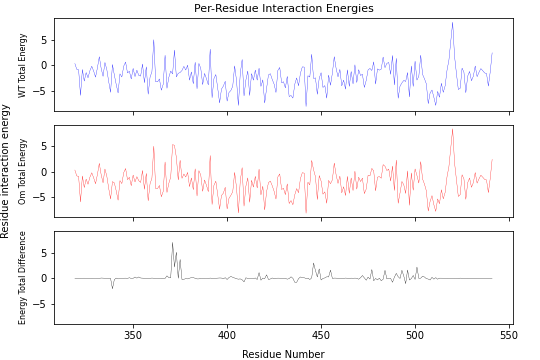 Per-Residue Interaction Energies
Residue interaction energy
WT Total Energy
5
0
−5
Om Total Energy
5
0
−5
Energy Total Difference
5
0
−5
350
400
450
500
550
Residue Number